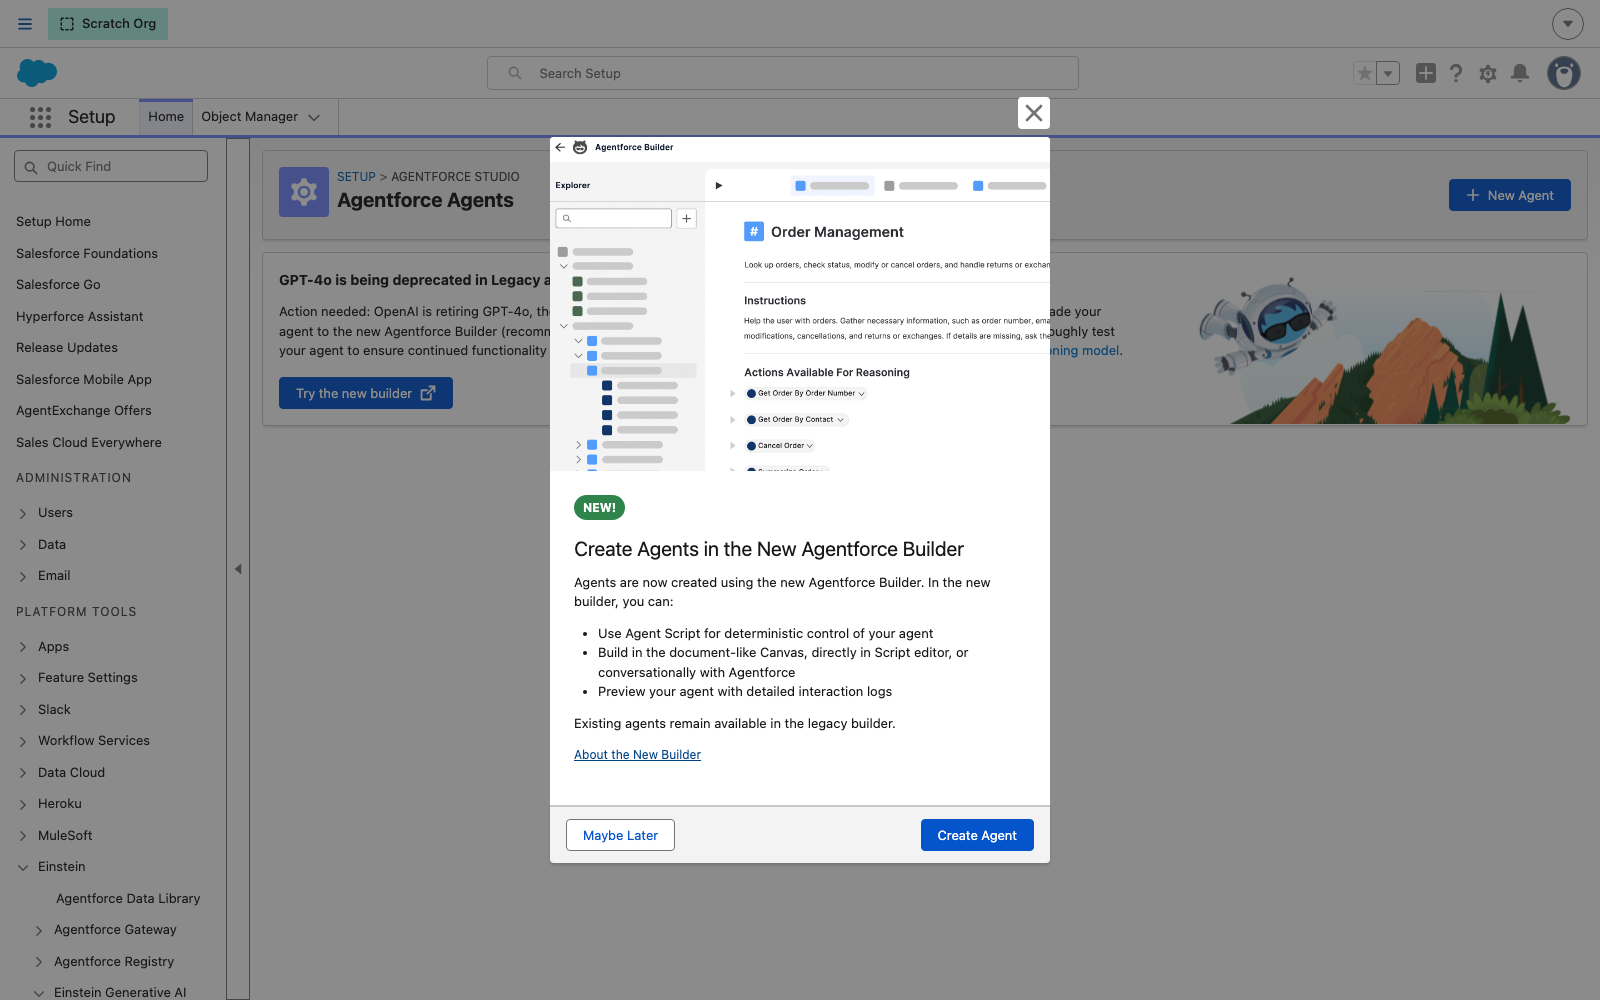 Scratch Org
Search Setup
Setup
Home
Object Manager
Quick Find
Setup Home
Salesforce Foundations
Salesforce Go
Hyperforce Assistant
Release Updates
Salesforce Mobile App
AgentExchange Offers
Sales Cloud Everywhere
ADMINISTRATION
Users
Data
Email
PLATFORM TOOLS
Apps
Feature Settings
Slack
Workflow Services
Data Cloud
Heroku
MuleSoft
Einstein
Agentforce Data Library
Agentforce Gateway
Agentforce Registry
Einstein Generative AI
SETUP > AGENTFORCE STUDIO
Agentforce Agents
New Agent
GPT-4o is being deprecated in Legacy
Action needed: OpenAI is retiring GPT-4o,
agent to the new Agentforce Builder
your agent to ensure continued functionality
your
test
model.
Try the new builder
Agentforce Builder
Explorer
# Order Management
Look up orders, check status, modify or cancel orders, and handle returns or
Instructions
Help the user with orders. Gather necessary information, such as order number,
modifications, cancellations, and returns or exchanges. If details are missing, ask
Actions Available For Reasoning
Get Order By Order Number
Get Order By Contact
Cancel Order
NEW!
Create Agents in the New Agentforce Builder
Agents are now created using the new Agentforce Builder. In the new
builder, you can:
• Use Agent Script for deterministic control of your agent
• Build in the document-like Canvas, directly in Script editor, or
conversationally with Agentforce
• Preview your agent with detailed interaction logs
Existing agents remain available in the legacy builder.
About the New Builder
Maybe Later
Create Agent